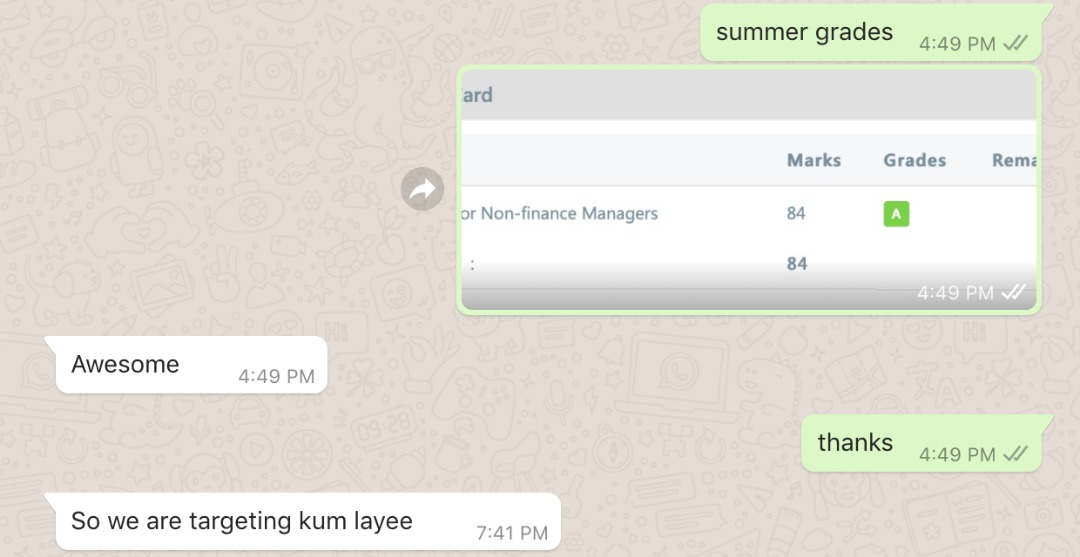 summer grades 4:49 PM
ard
Marks Grades Rema
or Non-finance Managers 84 A
: 84
4:49 PM
Awesome 4:49 PM
thanks 4:49 PM
So we are targeting kum layee 7:41 PM